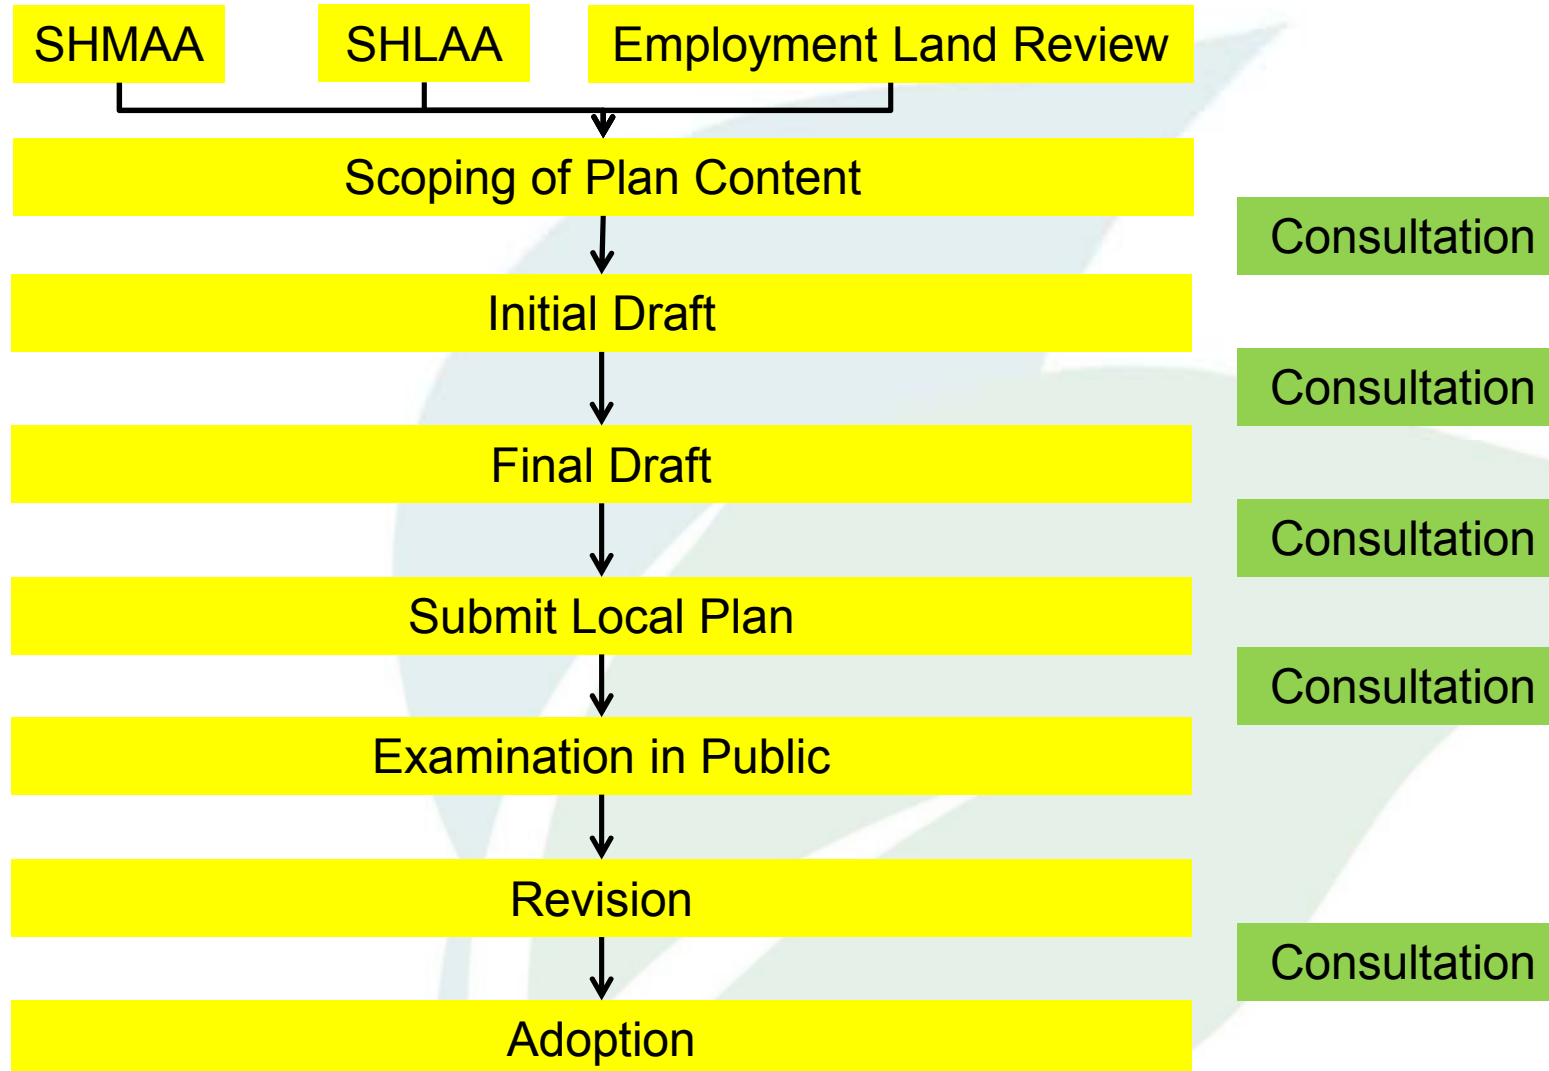 SHMAA
SHLAA
Employment Land Review
Scoping of Plan Content
Consultation
Initial Draft
Consultation
Final Draft
Consultation
Submit Local Plan
Consultation
Examination in Public
Revision
Consultation
Adoption